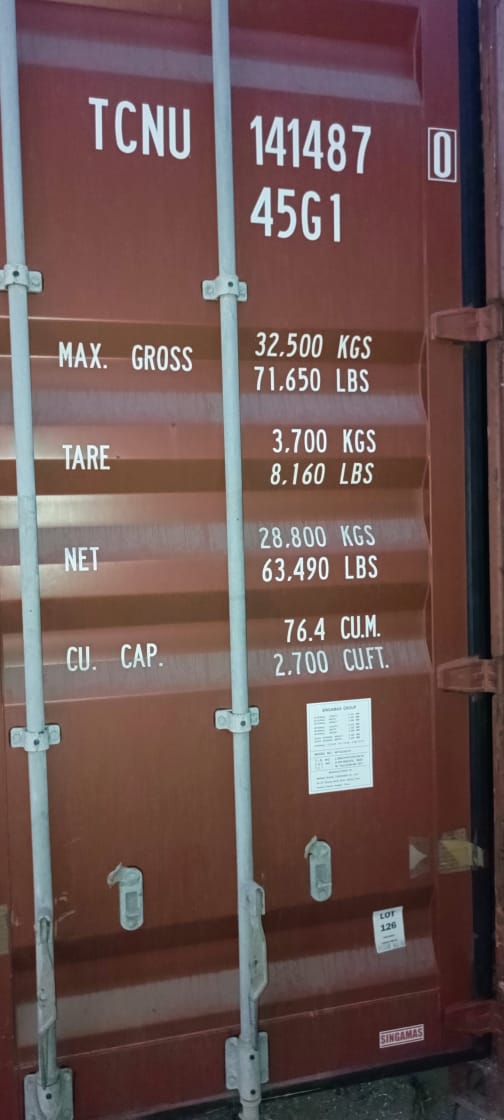 TCNU 141487 0
45G1
MAX. GROSS 32,500 KGS
71,650 LBS
TARE 3,700 KGS
8,160 LBS
NET 28,800 KGS
63,490 LBS
CU. CAP. 76.4 CU.M.
2,700 CU.FT.
SINGAMAS GROUP
LOT
126
SINGAMAS